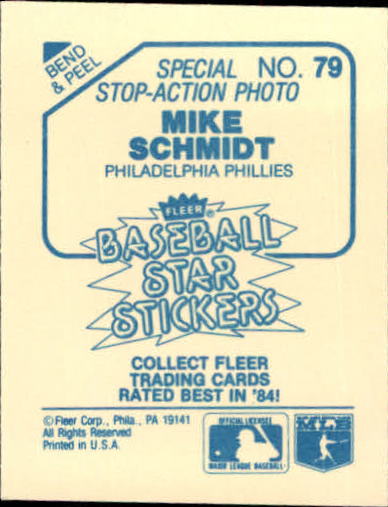 BEND
& PEEL
SPECIAL NO. 79
STOP-ACTION PHOTO
MIKE
SCHMIDT
PHILADELPHIA PHILLIES
FLEER®
BASEBALL
STAR
STICKERS
COLLECT FLEER
TRADING CARDS
RATED BEST IN '84!
© Fleer Corp., Phila., PA 19141
All Rights Reserved
Printed in U.S.A.
OFFICIAL LICENSEE
MAJOR LEAGUE BASEBALL
MLB